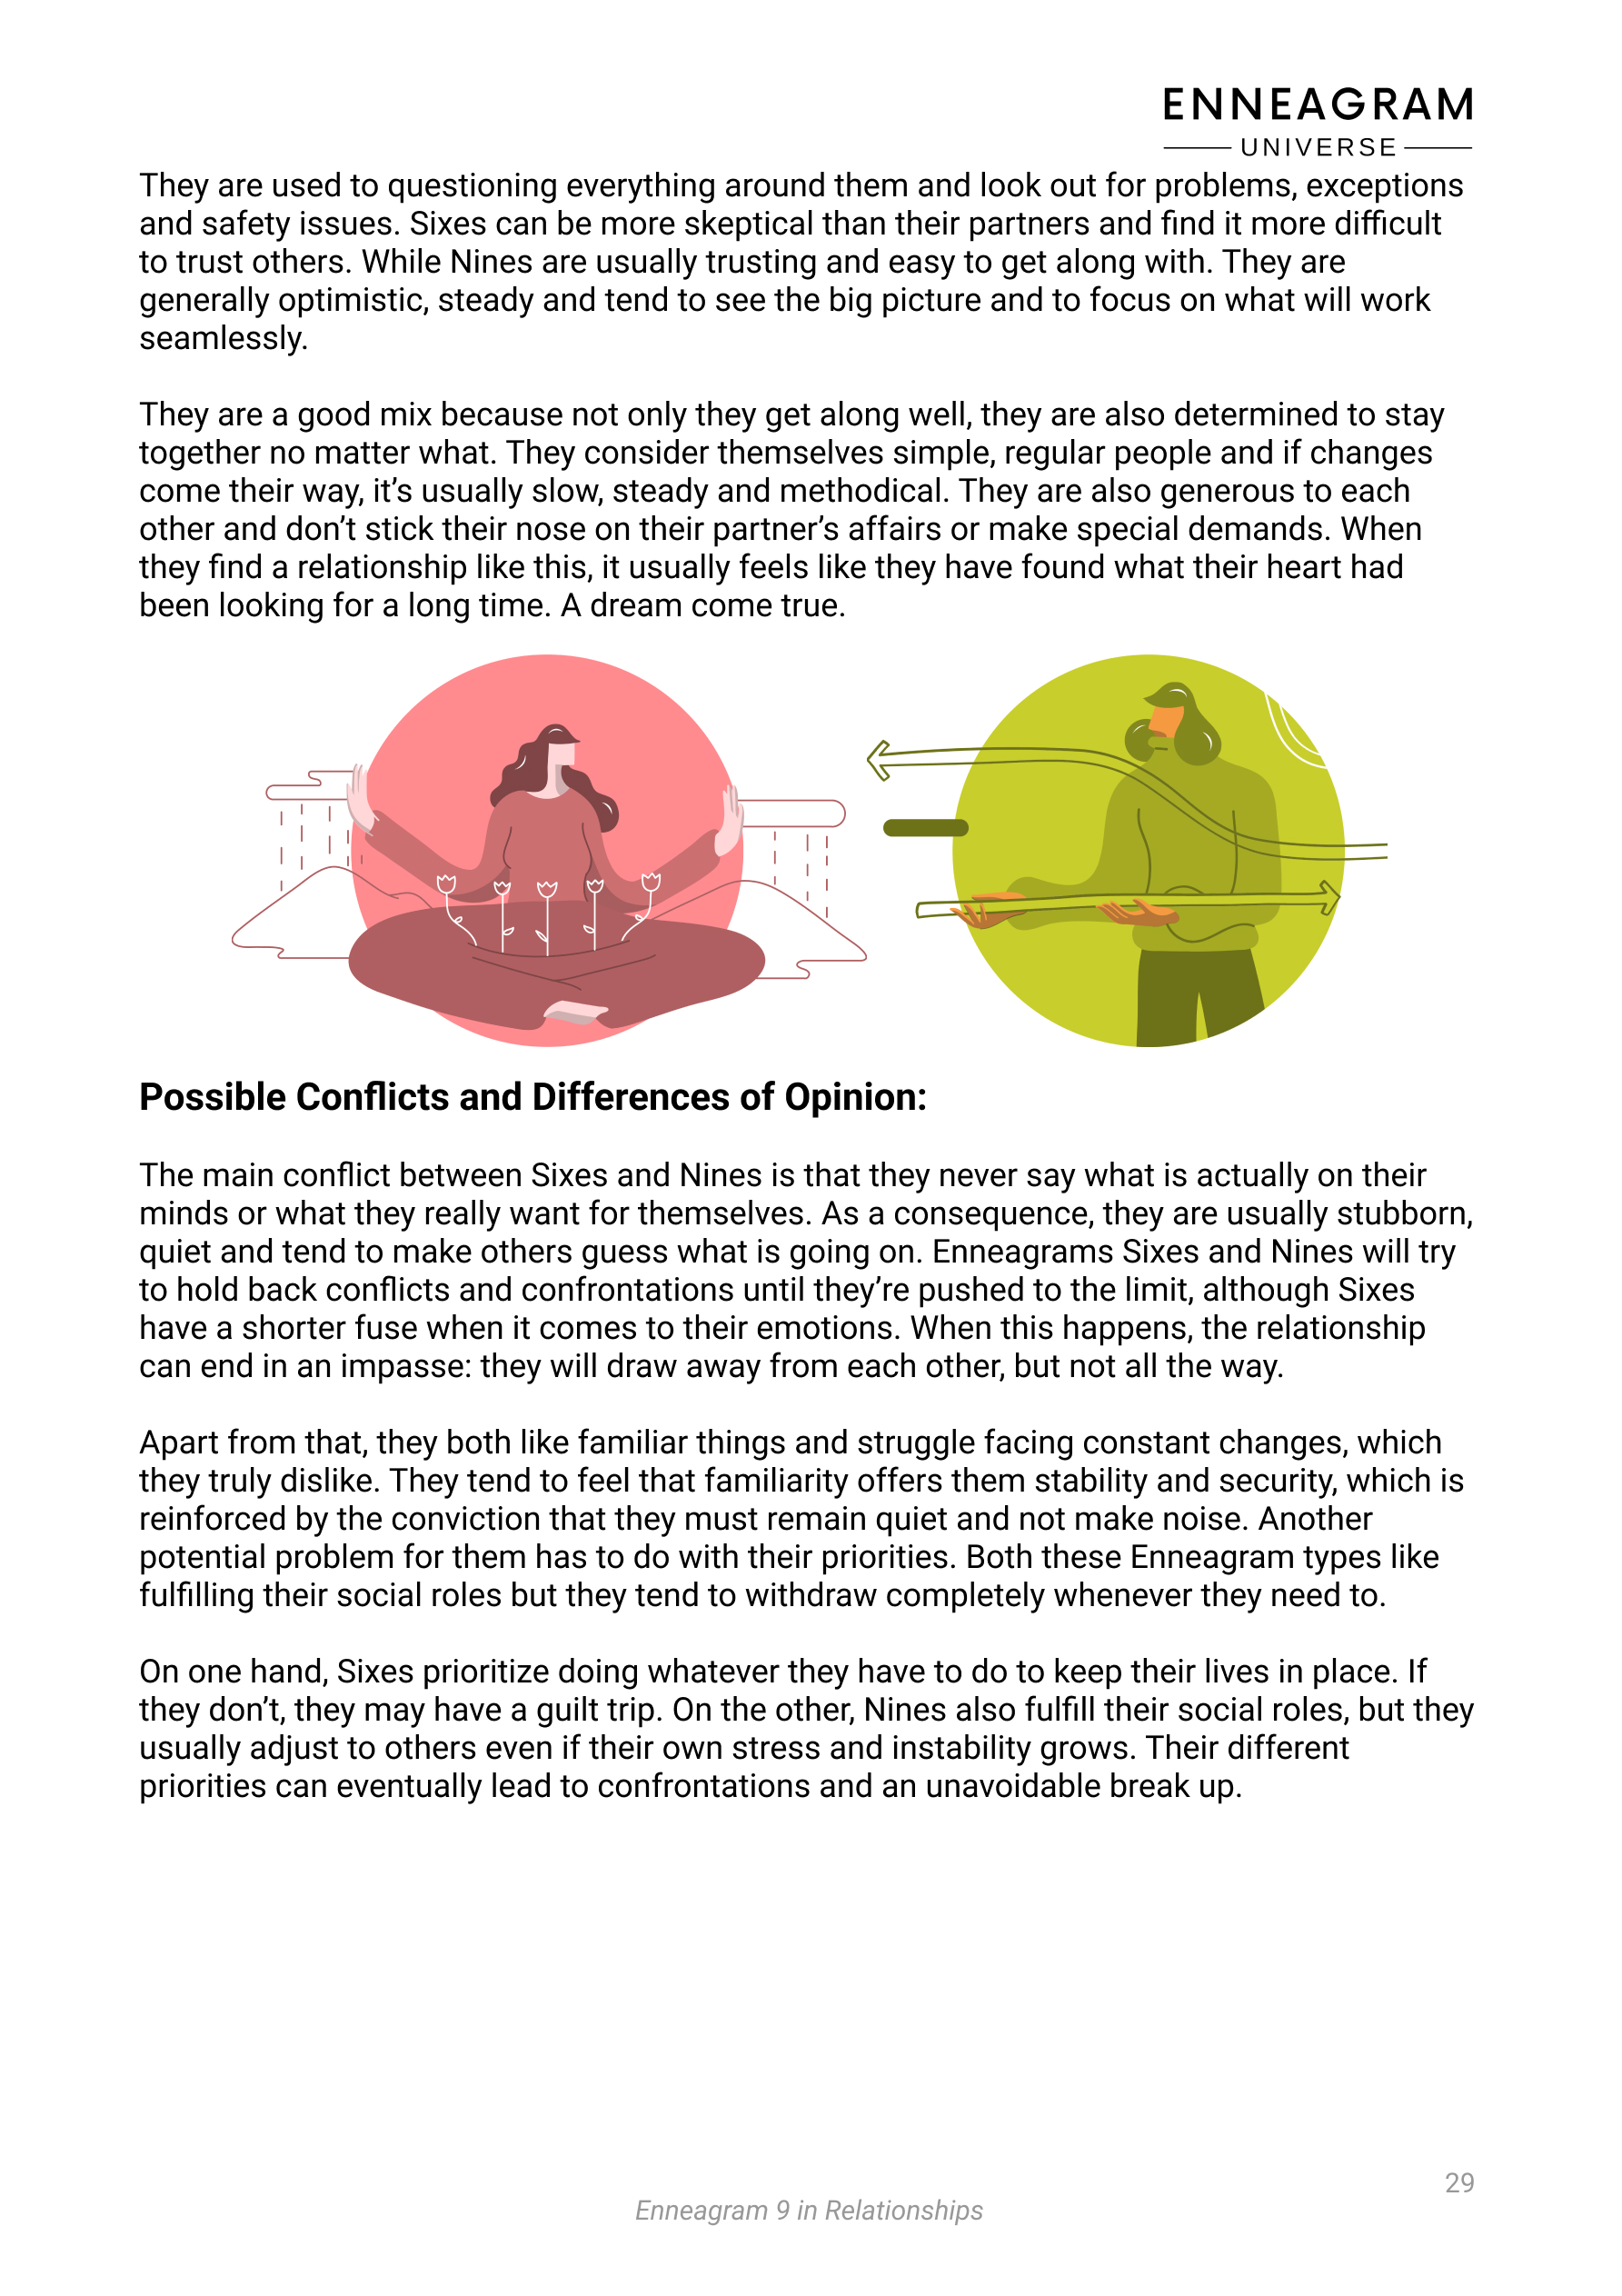 ENNEAGRAM
UNIVERSE
They are used to questioning everything around them and look out for problems, exceptions
and safety issues. Sixes can be more skeptical than their partners and find it more difficult
to trust others. While Nines are usually trusting and easy to get along with. They are
generally optimistic, steady and tend to see the big picture and to focus on what will work
seamlessly.
They are a good mix because not only they get along well, they are also determined to stay
together no matter what. They consider themselves simple, regular people and if changes
come their way, it’s usually slow, steady and methodical. They are also generous to each
other and don’t stick their nose on their partner’s affairs or make special demands. When
they find a relationship like this, it usually feels like they have found what their heart had
been looking for a long time. A dream come true.
Possible Conflicts and Differences of Opinion:
The main conflict between Sixes and Nines is that they never say what is actually on their
minds or what they really want for themselves. As a consequence, they are usually stubborn,
quiet and tend to make others guess what is going on. Enneagrams Sixes and Nines will try
to hold back conflicts and confrontations until they’re pushed to the limit, although Sixes
have a shorter fuse when it comes to their emotions. When this happens, the relationship
can end in an impasse: they will draw away from each other, but not all the way.
Apart from that, they both like familiar things and struggle facing constant changes, which
they truly dislike. They tend to feel that familiarity offers them stability and security, which is
reinforced by the conviction that they must remain quiet and not make noise. Another
potential problem for them has to do with their priorities. Both these Enneagram types like
fulfilling their social roles but they tend to withdraw completely whenever they need to.
On one hand, Sixes prioritize doing whatever they have to do to keep their lives in place. If
they don’t, they may have a guilt trip. On the other, Nines also fulfill their social roles, but they
usually adjust to others even if their own stress and instability grows. Their different
priorities can eventually lead to confrontations and an unavoidable break up.
29
Enneagram 9 in Relationships